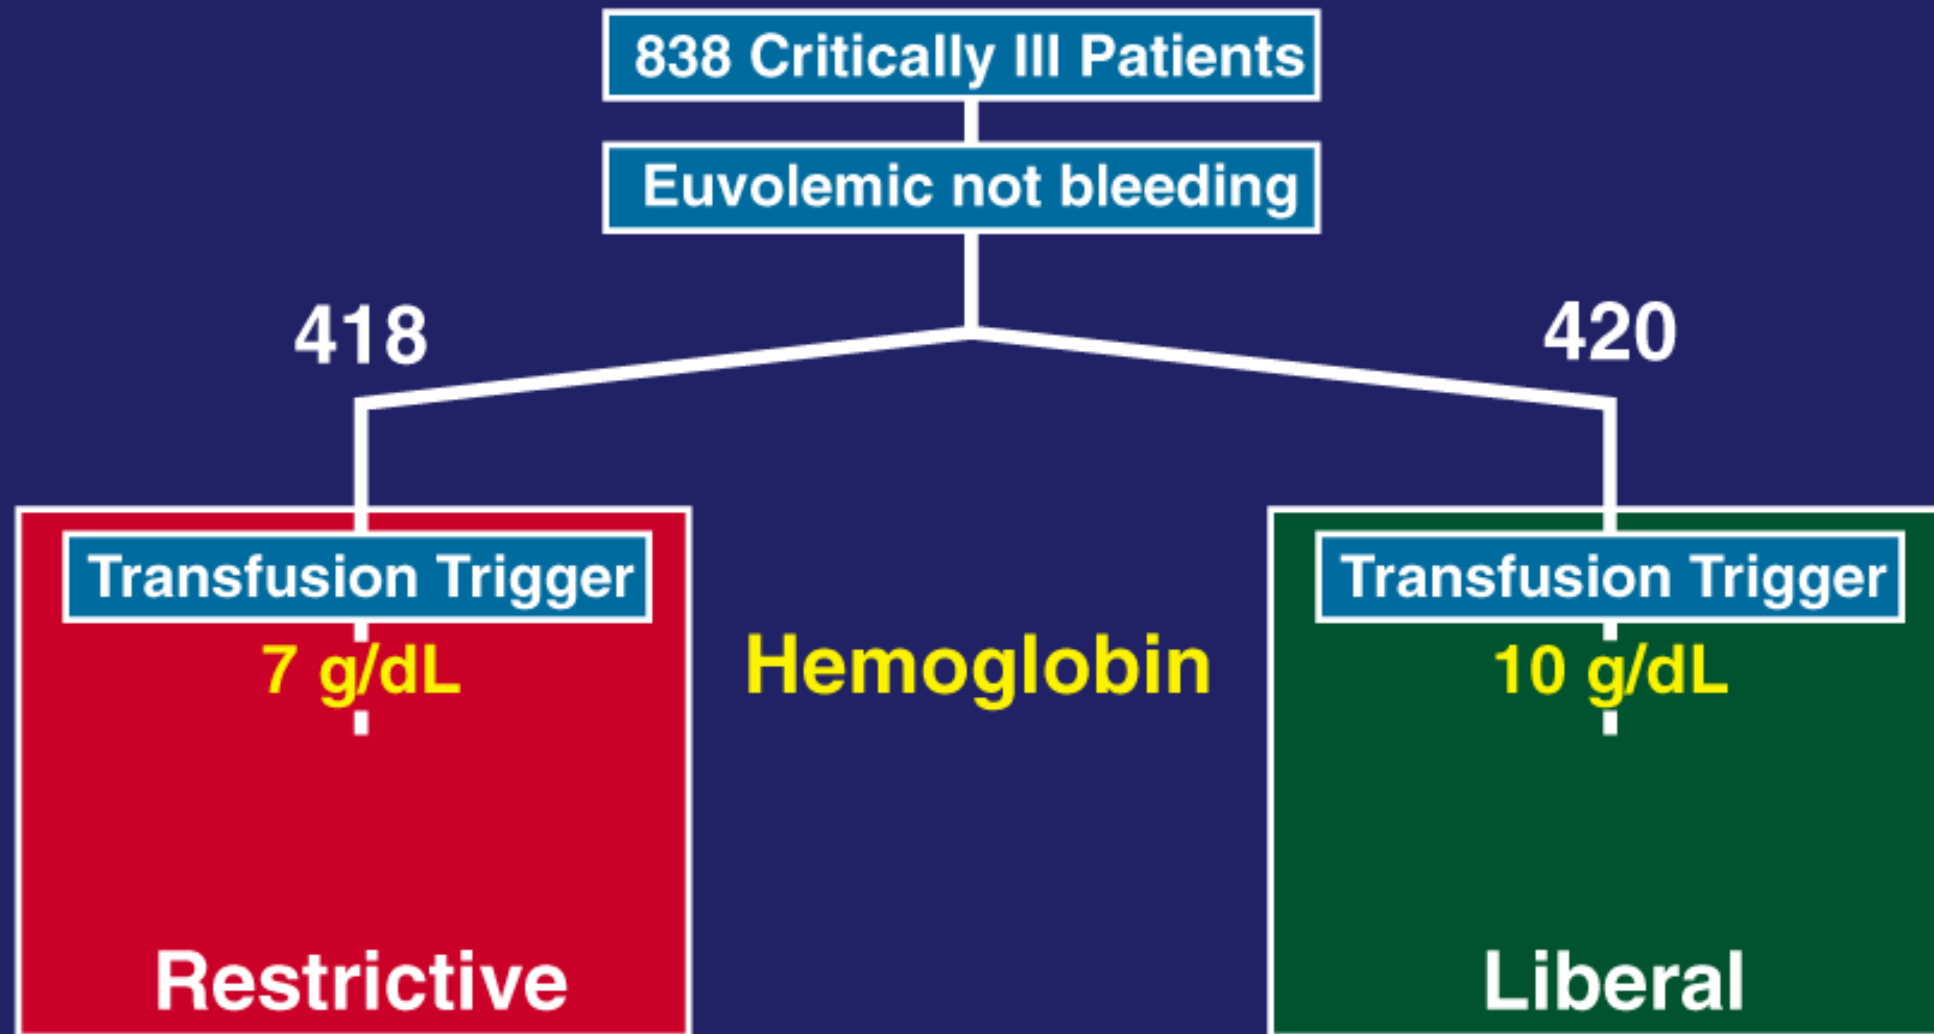 838 Critically Ill Patients
Euvolemic not bleeding
418
420
Transfusion Trigger
7 g/dL
Restrictive
Hemoglobin
Transfusion Trigger
10 g/dL
Liberal